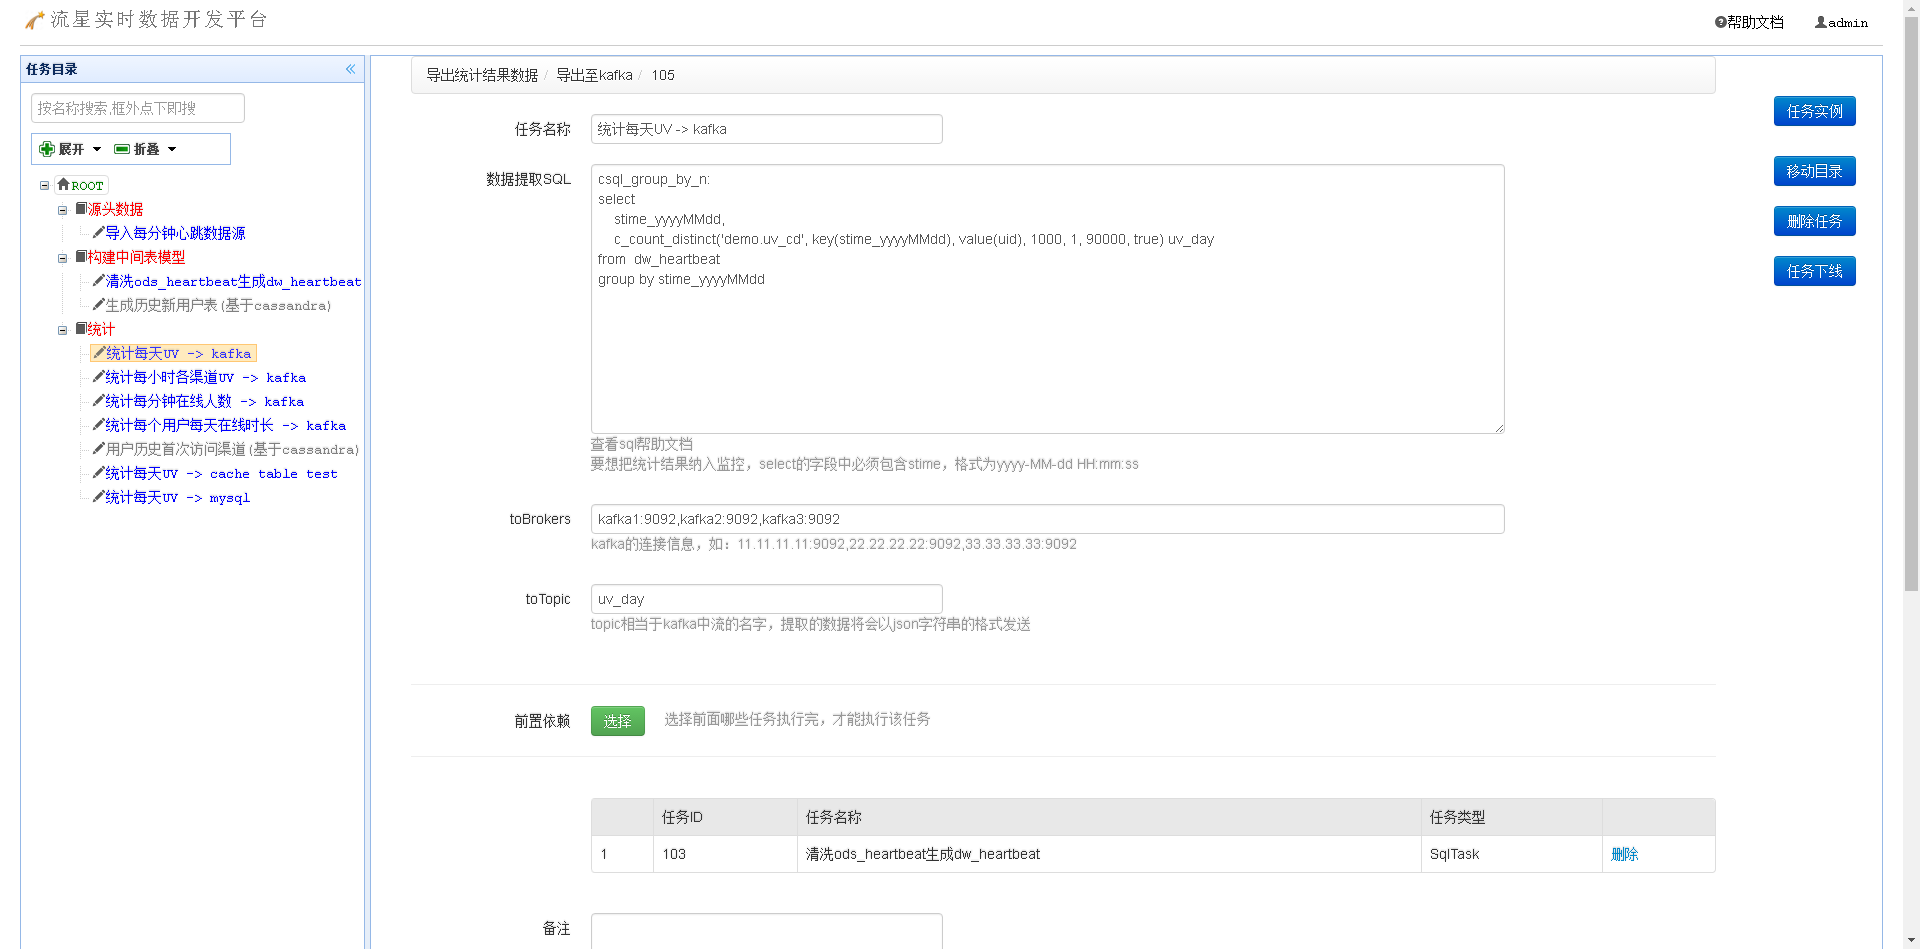 流星实时数据开发平台
帮助文档 admin
任务目录
按名称搜索,框外点下即搜
展开 折叠
ROOT
源头数据
导入每分钟心跳数据源
构建中间表模型
清洗ods_heartbeat生成dw_heartbeat
生成历史新用户表(基于cassandra)
统计
统计每天UV -> kafka
统计每小时各渠道UV -> kafka
统计每分钟在线人数 -> kafka
统计每个用户每天在线时长 -> kafka
用户历史首次访问渠道(基于cassandra)
统计每天UV -> cache table test
统计每天UV -> mysql
导出统计结果数据 / 导出至kafka / 105
任务名称 统计每天UV -> kafka
数据提取SQL
csql_group_by_n:
select
stime_yyyyMMdd,
c_count_distinct('demo.uv_cd', key(stime_yyyyMMdd), value(uid), 1000, 1, 90000, true) uv_day
from dw_heartbeat
group by stime_yyyyMMdd
查看sql帮助文档
要想把统计结果纳入监控，select的字段中必须包含stime，格式为yyyy-MM-dd HH:mm:ss
toBrokers kafka1:9092,kafka2:9092,kafka3:9092
kafka的连接信息，如：11.11.11.11:9092,22.22.22.22:9092,33.33.33.33:9092
toTopic uv_day
topic相当于kafka中流的名字，提取的数据将会以json字符串的格式发送
前置依赖 选择 选择前面哪些任务执行完，才能执行该任务
任务ID 任务名称 任务类型
1 103 清洗ods_heartbeat生成dw_heartbeat SqlTask 删除
备注
任务实例
移动目录
删除任务
任务下线